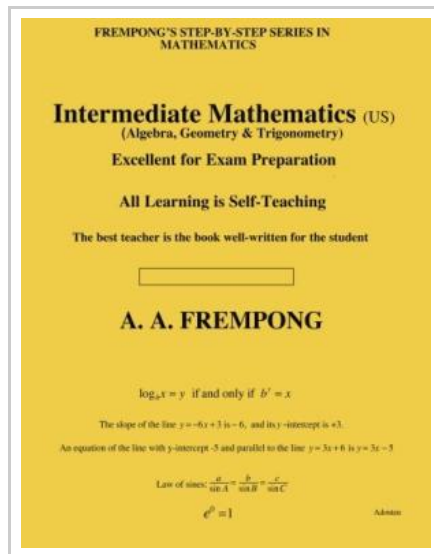 FREMPONG'S STEP-BY-STEP SERIES IN
MATHEMATICS
Intermediate Mathematics (US)
(Algebra, Geometry & Trigonometry)
Excellent for Exam Preparation
All Learning is Self-Teaching
The best teacher is the book well-written for the student
A. A. FREMPONG
log_b x = y if and only if b^y = x
The slope of the line y = −6x + 3 is − 6, and its y -intercept is +3.
An equation of the line with y-intercept -5 and parallel to the line y = 3x + 6 is y = 3x − 5
Law of sines: a/sin A = b/sin B = c/sin C
e^0 = 1